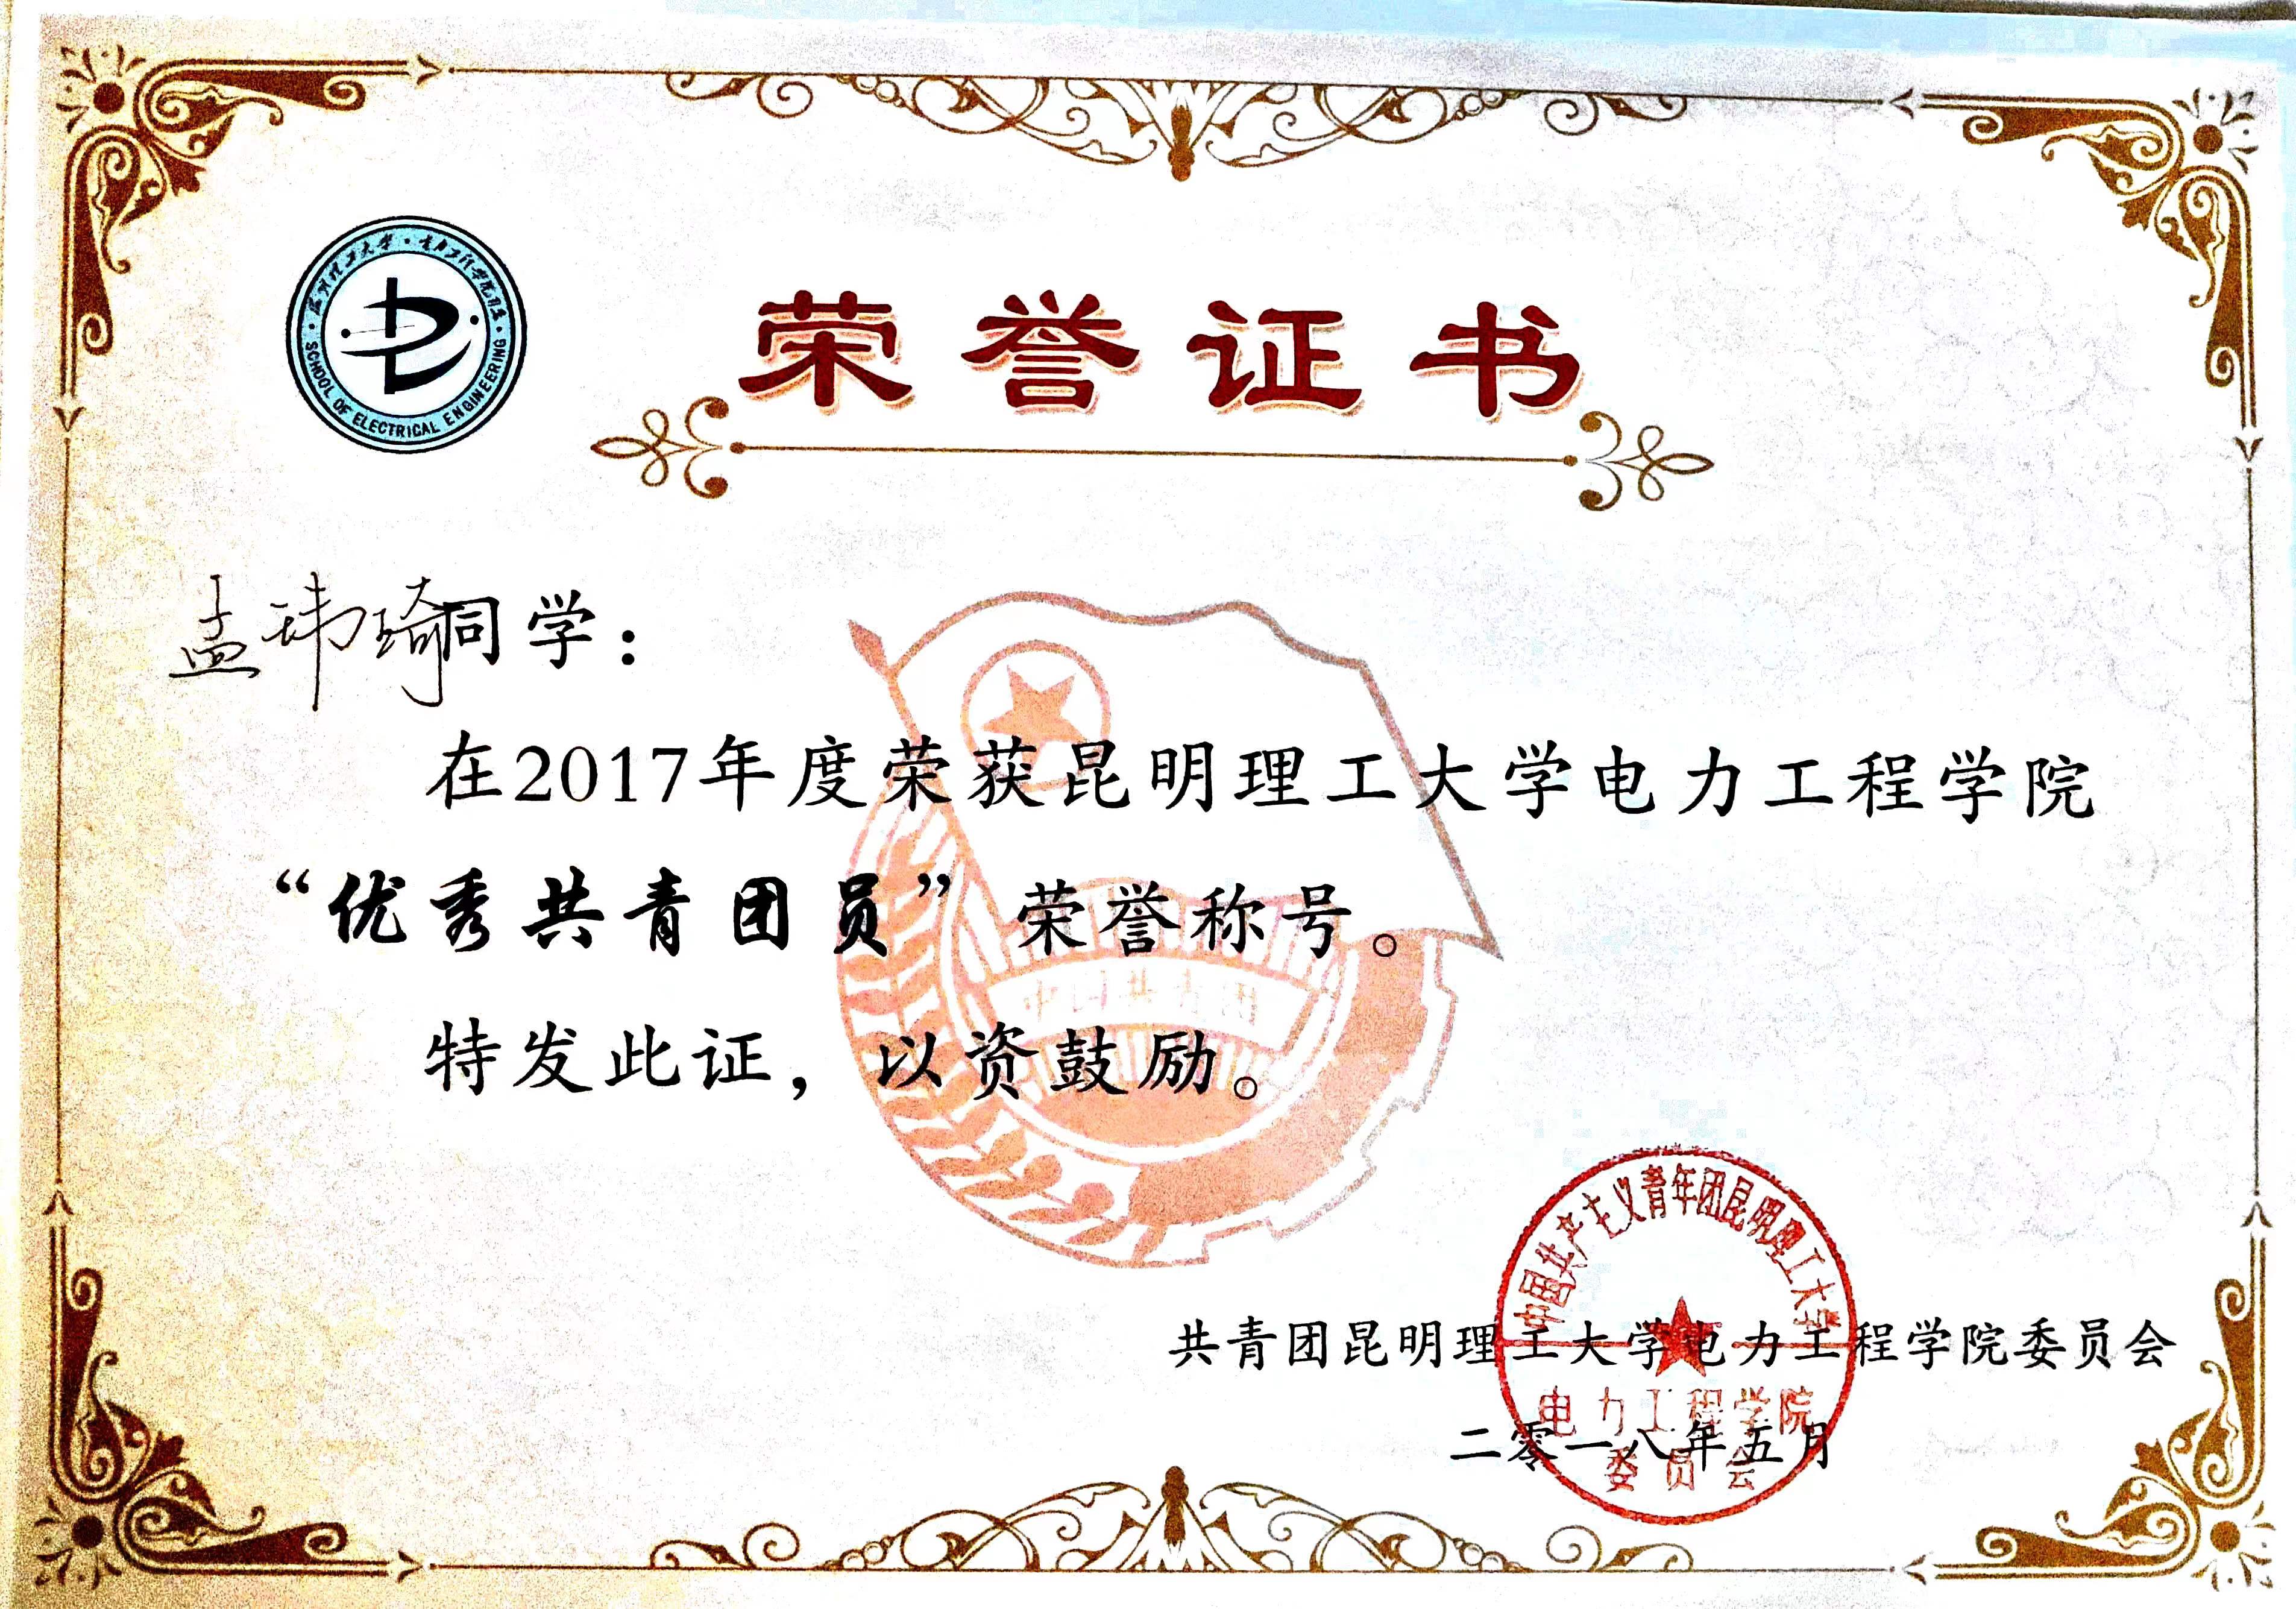 昆明理工大学·电力工程学院
SCHOOL OF ELECTRICAL ENGINEERING
荣誉证书
孟玮琦同学：
在2017年度荣获昆明理工大学电力工程学院
“优秀共青团员”荣誉称号。
中国共青团
特发此证，以资鼓励。
中国共产主义青年团昆明理工大学
共青团昆明理工大学电力工程学院委员会
电力工程学院
二零一八年五月
委员会